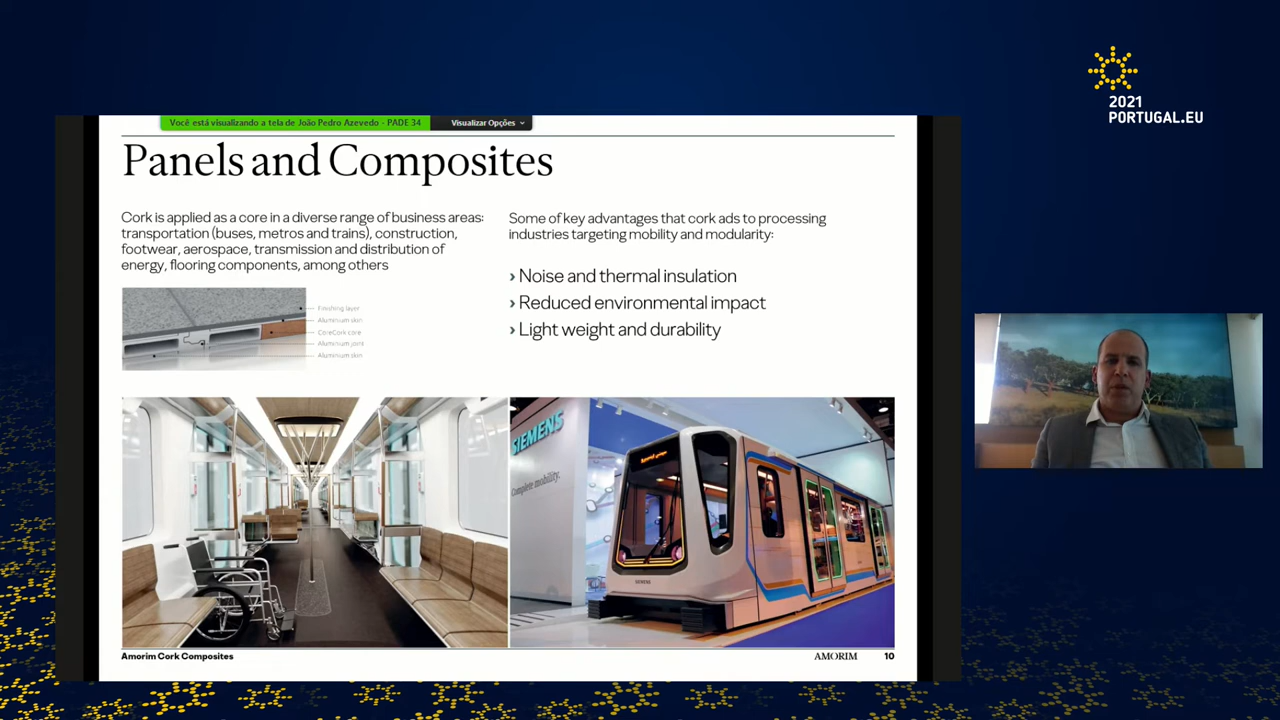 2021
PORTUGAL.EU
Você está visualizando a tela de João Pedro Azevedo - PADE 34
Visualizar Opções
Panels and Composites
Cork is applied as a core in a diverse range of business areas:
transportation (buses, metros and trains), construction,
footwear, aerospace, transmission and distribution of
energy, flooring components, among others
Some of key advantages that cork ads to processing
industries targeting mobility and modularity:
› Noise and thermal insulation
› Reduced environmental impact
› Light weight and durability
Finishing layer
Aluminium skin
CoreCork core
Aluminium joint
Aluminium skin
SIEMENS
Complete mobility.
SIEMENS
Amorim Cork Composites
AMORIM
10